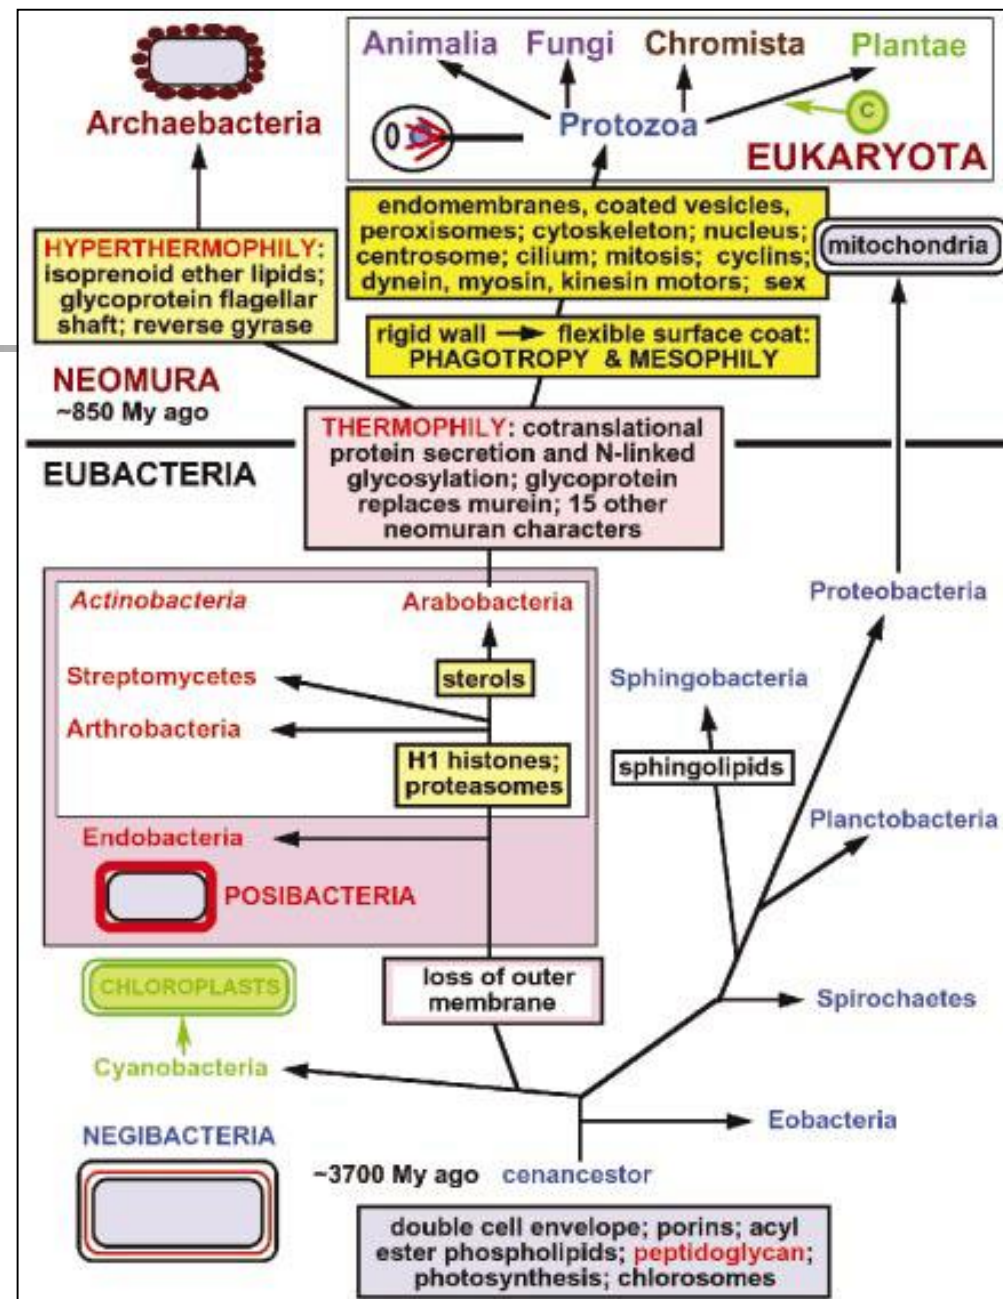 Animalia Fungi Chromista Plantae
Archaebacteria
Protozoa
C
EUKARYOTA
HYPERTHERMOPHILY:
isoprenoid ether lipids;
glycoprotein flagellar
shaft; reverse gyrase
endomembranes, coated vesicles,
peroxisomes; cytoskeleton; nucleus;
centrosome; cilium; mitosis; cyclins;
dynein, myosin, kinesin motors; sex
mitochondria
rigid wall → flexible surface coat:
PHAGOTROPY & MESOPHILY
NEOMURA
~850 My ago
EUBACTERIA
THERMOPHILY: cotranslational
protein secretion and N-linked
glycosylation; glycoprotein
replaces murein; 15 other
neomuran characters
Actinobacteria
Arabobacteria
Proteobacteria
Streptomycetes
sterols
Sphingobacteria
Arthrobacteria
H1 histones;
proteasomes
sphingolipids
Endobacteria
Planctobacteria
POSIBACTERIA
loss of outer
membrane
CHLOROPLASTS
Spirochaetes
Cyanobacteria
Eobacteria
NEGIBACTERIA
~3700 My ago cenancestor
double cell envelope; porins; acyl
ester phospholipids; peptidoglycan;
photosynthesis; chlorosomes